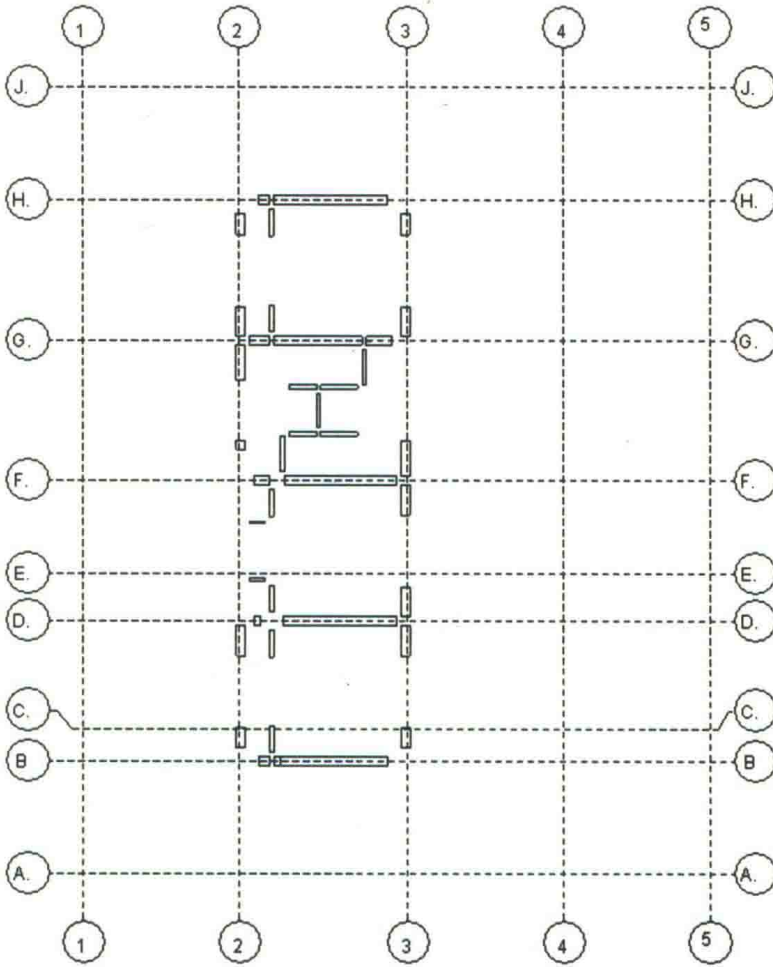 1 2 3 4 5
J. J.
H. H.
G. G.
F. F.
E. E.
D. D.
C. C.
B B
A. A.
1 2 3 4 5